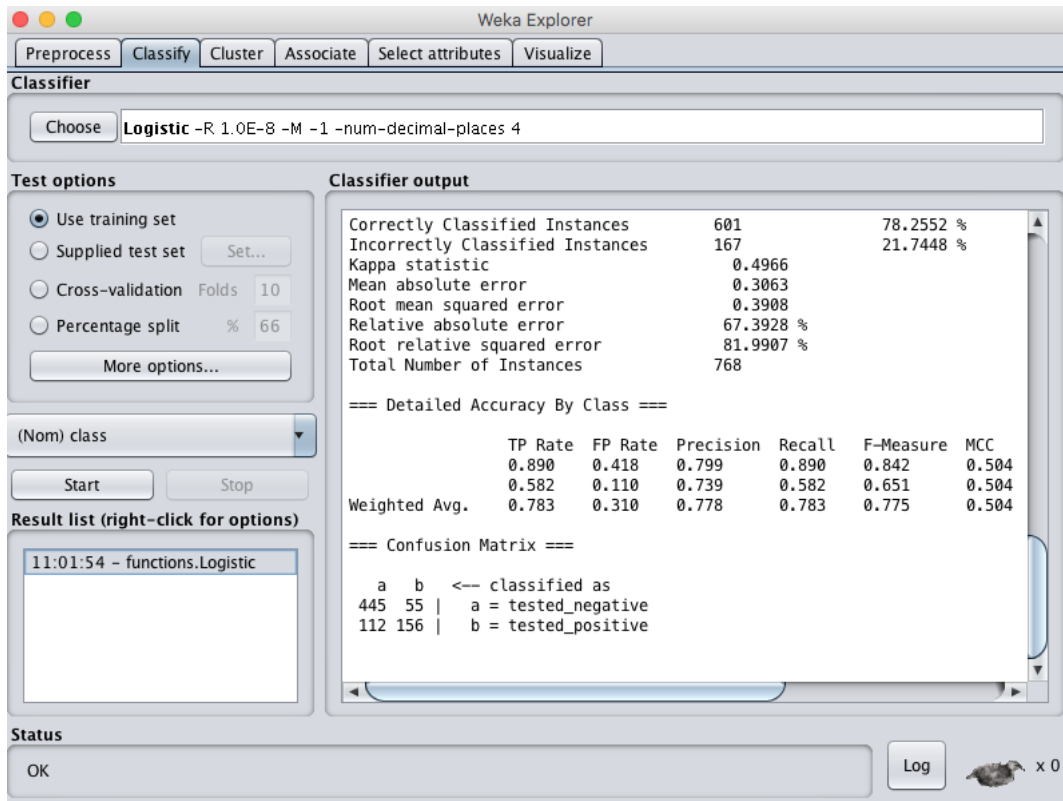 Weka Explorer
Preprocess Classify Cluster Associate Select attributes Visualize
Classifier
Choose Logistic -R 1.0E-8 -M -1 -num-decimal-places 4
Test options
Use training set
Supplied test set Set...
Cross-validation Folds 10
Percentage split % 66
More options...
(Nom) class
Start Stop
Result list (right-click for options)
11:01:54 - functions.Logistic
Classifier output
Correctly Classified Instances 601 78.2552 %
Incorrectly Classified Instances 167 21.7448 %
Kappa statistic 0.4966
Mean absolute error 0.3063
Root mean squared error 0.3908
Relative absolute error 67.3928 %
Root relative squared error 81.9907 %
Total Number of Instances 768
=== Detailed Accuracy By Class ===
TP Rate FP Rate Precision Recall F-Measure MCC
0.890 0.418 0.799 0.890 0.842 0.504
0.582 0.110 0.739 0.582 0.651 0.504
Weighted Avg. 0.783 0.310 0.778 0.783 0.775 0.504
=== Confusion Matrix ===
a b <-- classified as
445 55 | a = tested_negative
112 156 | b = tested_positive
Status
OK
Log x 0